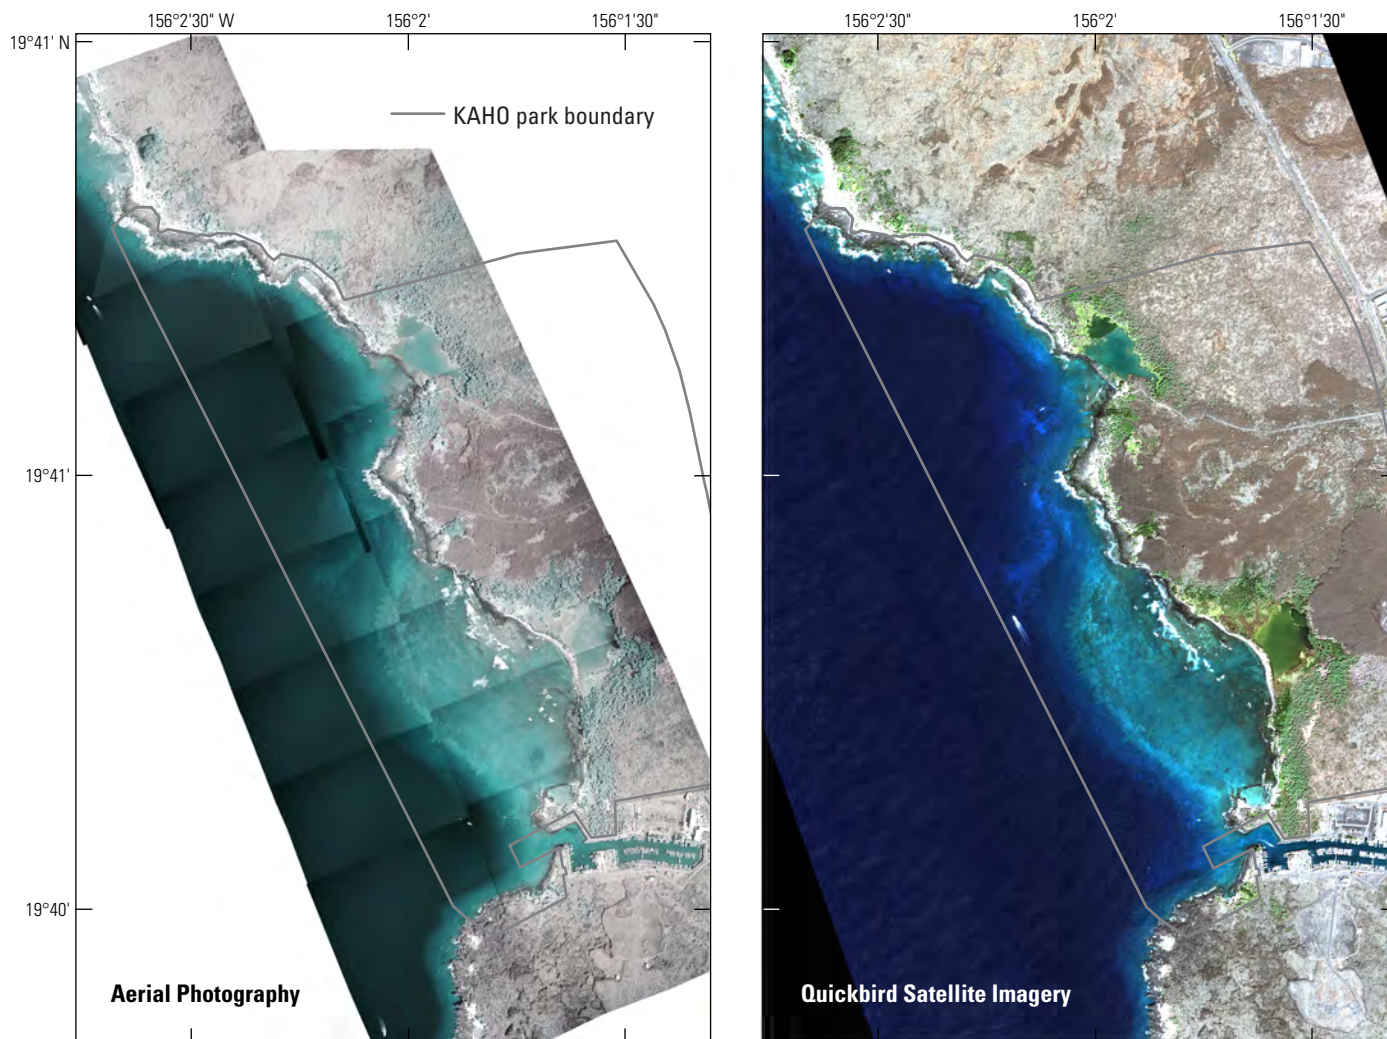 156°2'30" W 156°2' 156°1'30" 156°2'30" 156°2' 156°1'30"
19°41' N
KAHO park boundary
19°41'
19°40'
Aerial Photography Quickbird Satellite Imagery